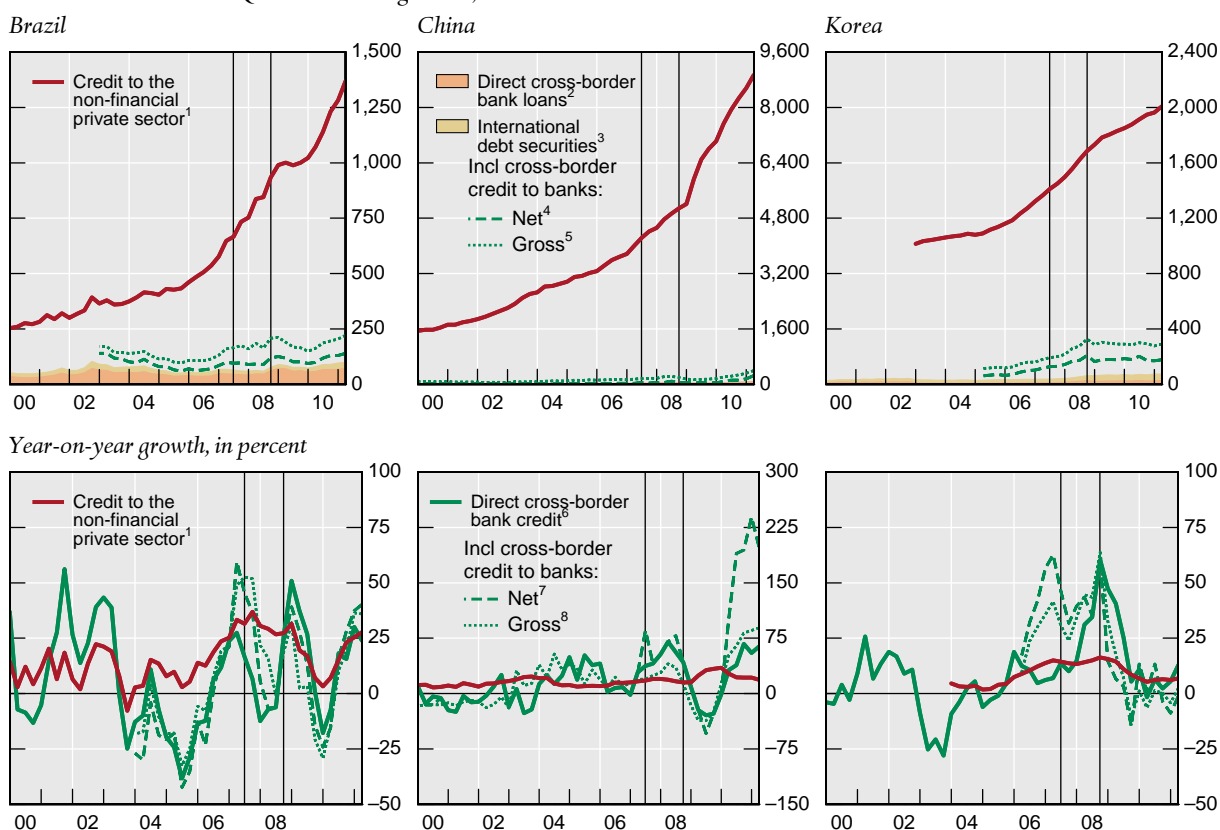 Brazil
China
Korea
1,500
1,250
1,000
750
500
250
0
Credit to the
non-financial
private sector¹
00 02 04 06 08 10
9,600
8,000
6,400
4,800
3,200
1,600
0
Direct cross-border
bank loans²
International
debt securities³
Incl cross-border
credit to banks:
Net⁴
Gross⁵
00 02 04 06 08 10
2,400
2,000
1,600
1,200
800
400
0
00 02 04 06 08 10
Year-on-year growth, in percent
100
75
50
25
0
–25
–50
Credit to the
non-financial
private sector¹
00 02 04 06 08 10
300
225
150
75
0
–75
–150
Direct cross-border
bank credit⁶
Incl cross-border
credit to banks:
Net⁷
Gross⁸
00 02 04 06 08 10
100
75
50
25
0
–25
–50
00 02 04 06 08 10